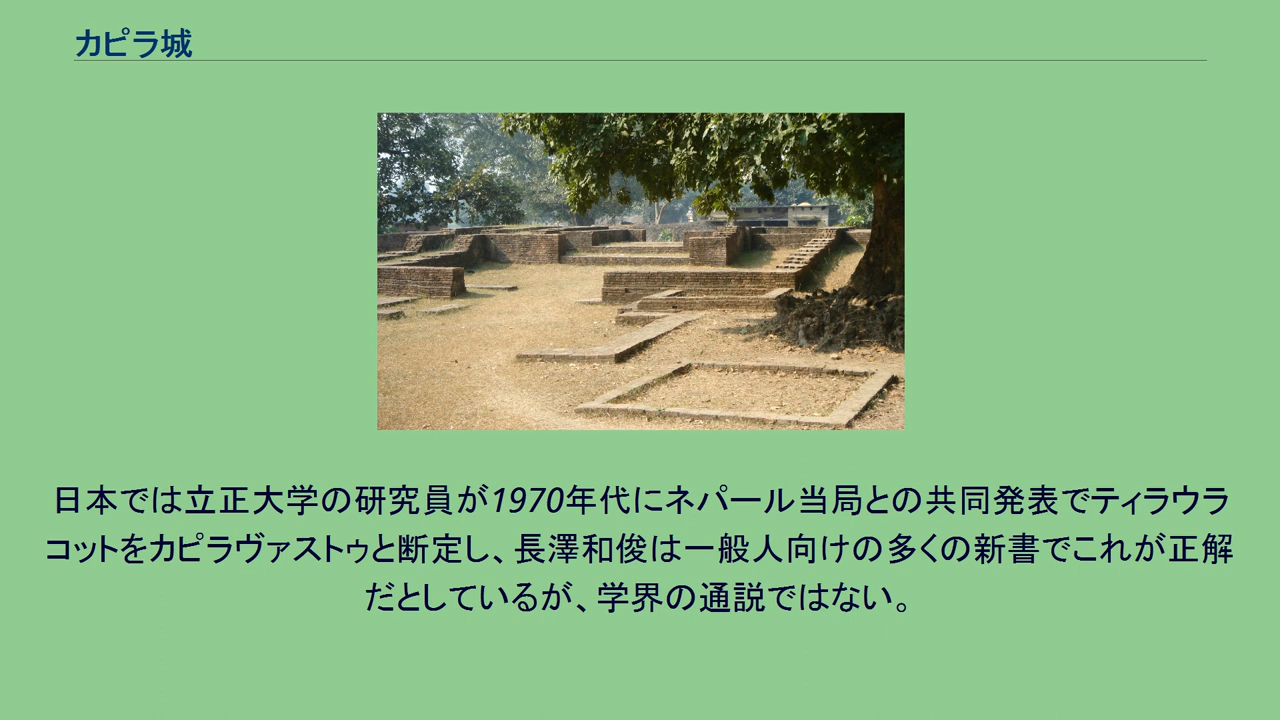 カピラ城
日本では立正大学の研究員が1970年代にネパール当局との共同発表でティラウラ
コットをカピラヴァストゥと断定し、長澤和俊は一般人向けの多くの新書でこれが正解
だとしているが、学界の通説ではない。